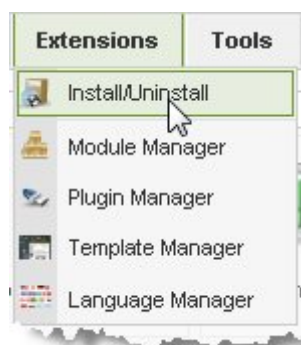 Extensions Tools
Install/Uninstall
Module Manager
Plugin Manager
Template Manager
Language Manager